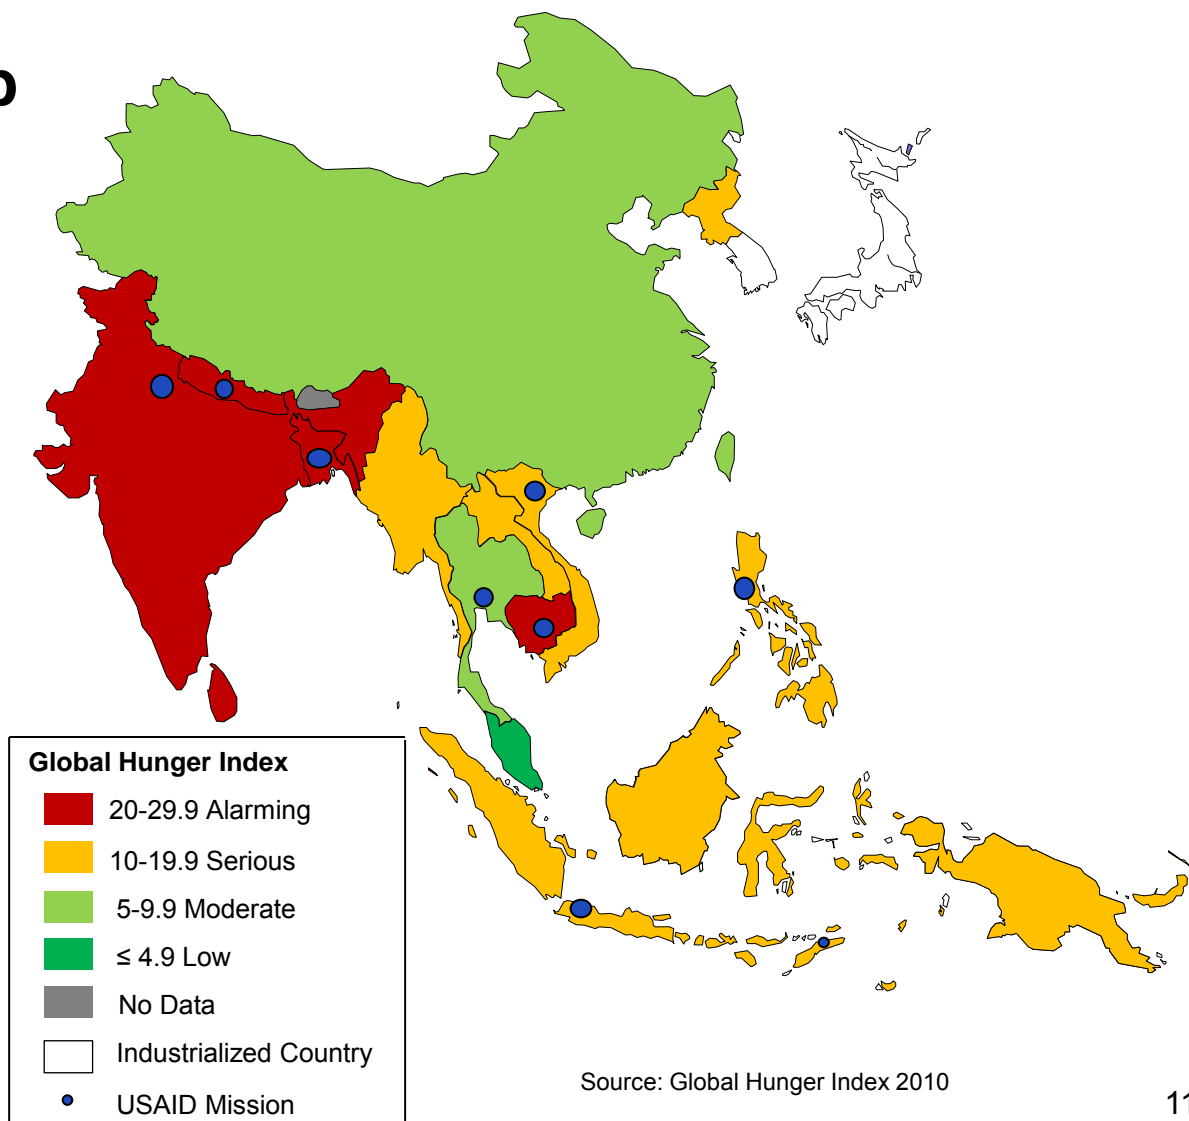 Global Hunger Index
20-29.9 Alarming
10-19.9 Serious
5-9.9 Moderate
≤ 4.9 Low
No Data
Industrialized Country
USAID Mission
Source: Global Hunger Index 2010
11